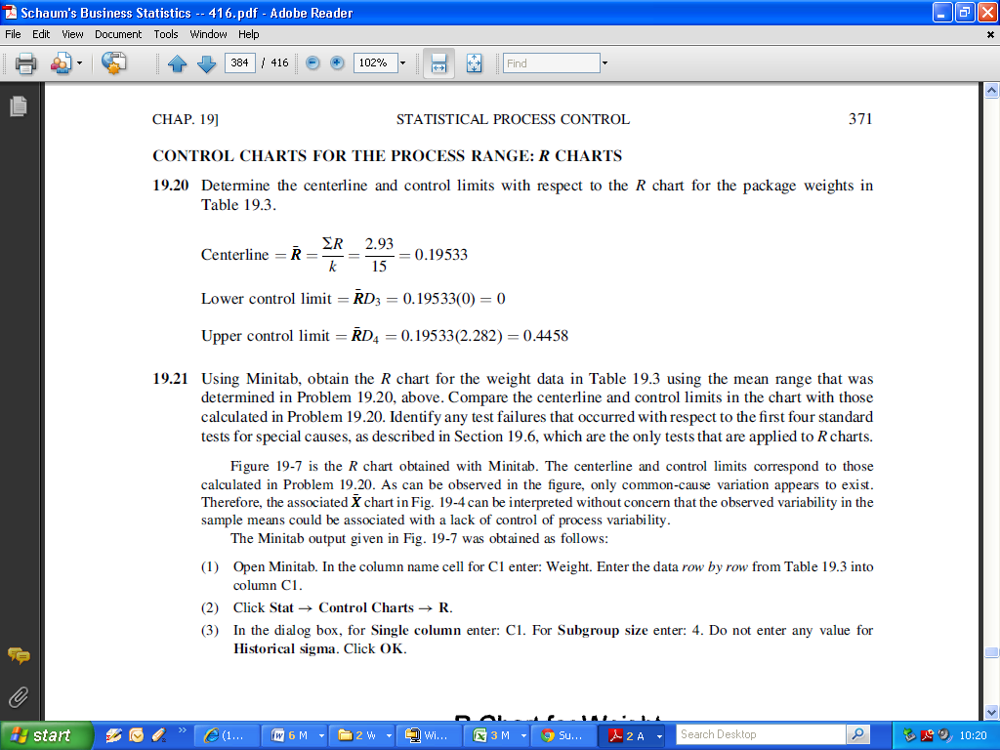 Schaum's Business Statistics -- 416.pdf - Adobe Reader
File Edit View Document Tools Window Help
384 / 416 102% Find
CHAP. 19] STATISTICAL PROCESS CONTROL 371
CONTROL CHARTS FOR THE PROCESS RANGE: R CHARTS
19.20 Determine the centerline and control limits with respect to the R chart for the package weights in
Table 19.3.
Centerline = R̄ = ΣR/k = 2.93/15 = 0.19533
Lower control limit = R̄D₃ = 0.19533(0) = 0
Upper control limit = R̄D₄ = 0.19533(2.282) = 0.4458
19.21 Using Minitab, obtain the R chart for the weight data in Table 19.3 using the mean range that was
determined in Problem 19.20, above. Compare the centerline and control limits in the chart with those
calculated in Problem 19.20. Identify any test failures that occurred with respect to the first four standard
tests for special causes, as described in Section 19.6, which are the only tests that are applied to R charts.
Figure 19-7 is the R chart obtained with Minitab. The centerline and control limits correspond to those
calculated in Problem 19.20. As can be observed in the figure, only common-cause variation appears to exist.
Therefore, the associated X̄ chart in Fig. 19-4 can be interpreted without concern that the observed variability in the
sample means could be associated with a lack of control of process variability.
The Minitab output given in Fig. 19-7 was obtained as follows:
(1) Open Minitab. In the column name cell for C1 enter: Weight. Enter the data row by row from Table 19.3 into
column C1.
(2) Click Stat → Control Charts → R.
(3) In the dialog box, for Single column enter: C1. For Subgroup size enter: 4. Do not enter any value for
Historical sigma. Click OK.
R Chart for Weight
start (1... 6 M 2 W Wi... 3 M Su... 2 A Search Desktop 10:20